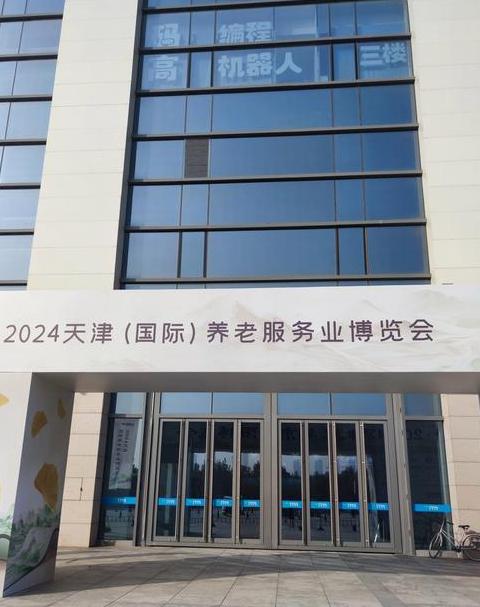 码 编程
高 机器人 三楼
2024天津(国际)养老服务业博览会